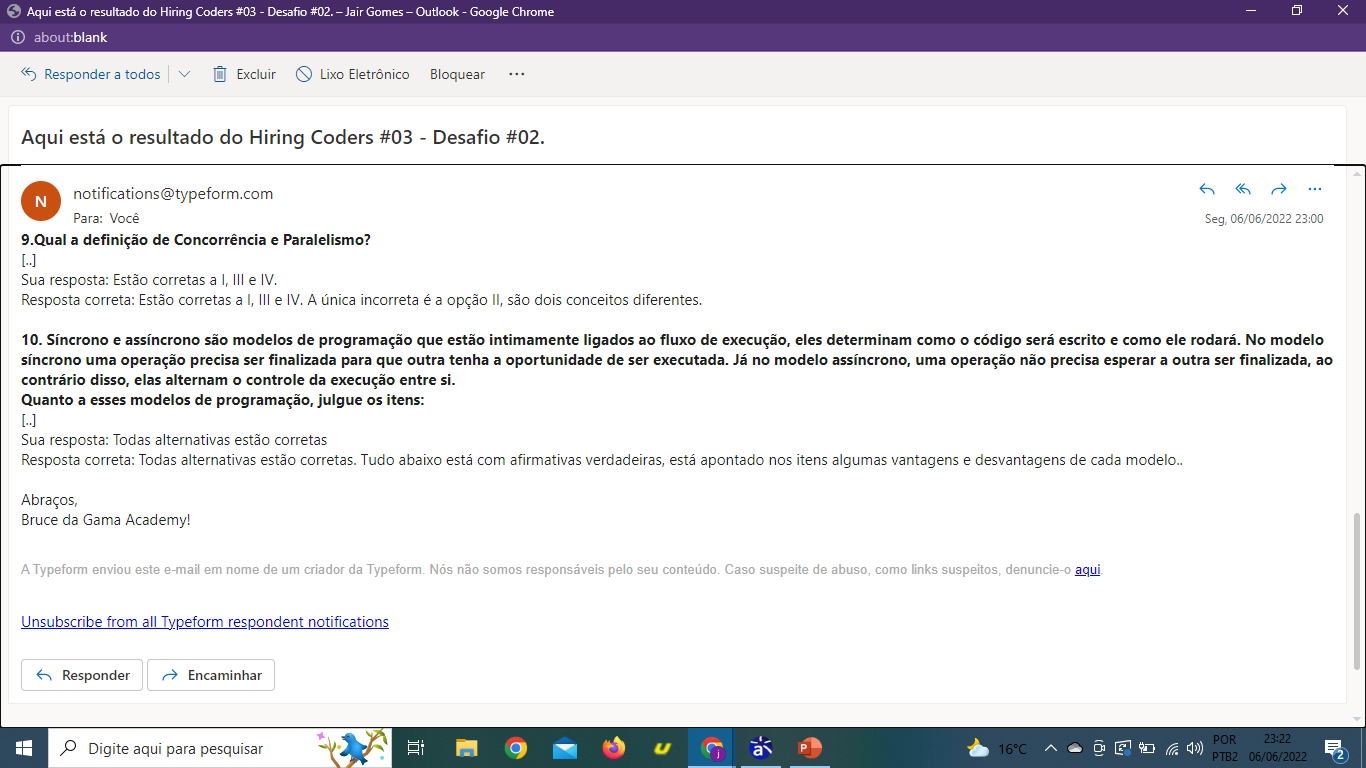 Aqui está o resultado do Hiring Coders #03 - Desafio #02. – Jair Gomes – Outlook - Google Chrome
about:blank
Responder a todos Excluir Lixo Eletrônico Bloquear ...
Aqui está o resultado do Hiring Coders #03 - Desafio #02.
N
notifications@typeform.com
Para: Você
Seg, 06/06/2022 23:00
9.Qual a definição de Concorrência e Paralelismo?
[..]
Sua resposta: Estão corretas a I, III e IV.
Resposta correta: Estão corretas a I, III e IV. A única incorreta é a opção II, são dois conceitos diferentes.
10. Síncrono e assíncrono são modelos de programação que estão intimamente ligados ao fluxo de execução, eles determinam como o código será escrito e como ele rodará. No modelo
síncrono uma operação precisa ser finalizada para que outra tenha a oportunidade de ser executada. Já no modelo assíncrono, uma operação não precisa esperar a outra ser finalizada, ao
contrário disso, elas alternam o controle da execução entre si.
Quanto a esses modelos de programação, julgue os itens:
[..]
Sua resposta: Todas alternativas estão corretas
Resposta correta: Todas alternativas estão corretas. Tudo abaixo está com afirmativas verdadeiras, está apontado nos itens algumas vantagens e desvantagens de cada modelo..
Abraços,
Bruce da Gama Academy!
A Typeform enviou este e-mail em nome de um criador da Typeform. Nós não somos responsáveis pelo seu conteúdo. Caso suspeite de abuso, como links suspeitos, denuncie-o aqui.
Unsubscribe from all Typeform respondent notifications
Responder Encaminhar
Digite aqui para pesquisar
16°C
POR
PTB2
23:22
06/06/2022
2